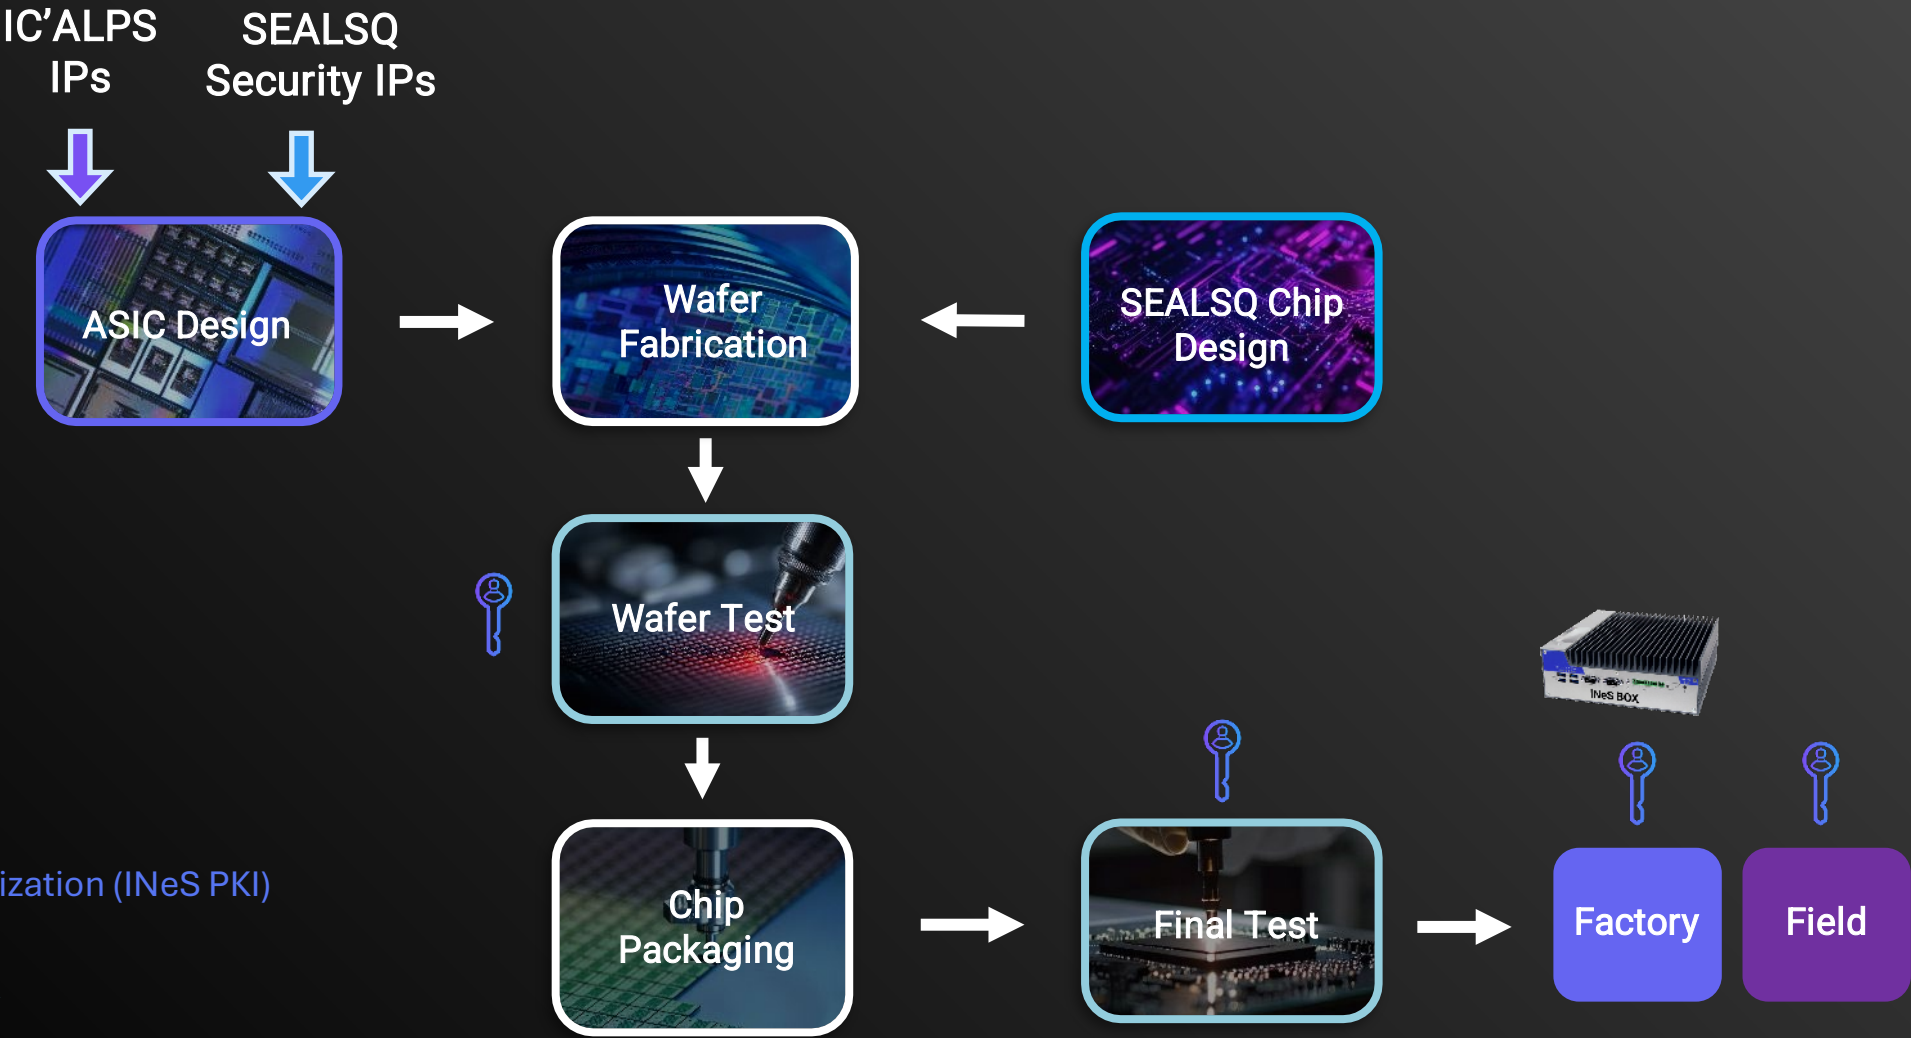 IC’ALPS
IPs
SEALSQ
Security IPs
ASIC Design
Wafer
Fabrication
SEALSQ Chip
Design
Wafer Test
INeS BOX
ization (INeS PKI)
Chip
Packaging
Final Test
Factory
Field